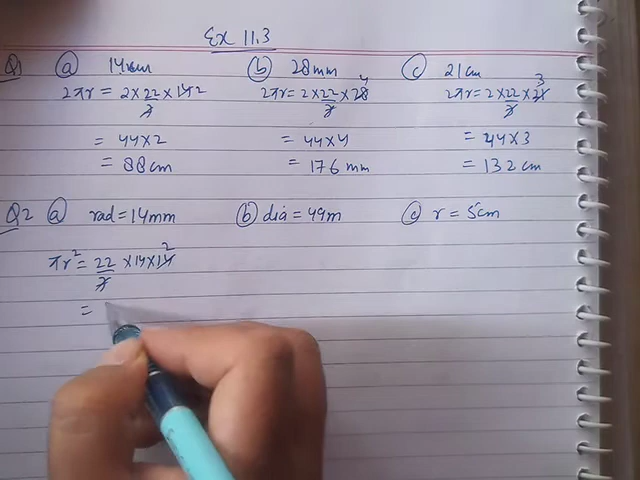 Ex 11.3
Q1 (a) 14cm (b) 28mm (c) 21cm
2πr = 2 × 22/7 × 14 2 2πr = 2 × 22/7 × 28 4 2πr = 2 × 22/7 × 21 3
= 44 × 2 = 44 × 4 = 44 × 3
= 88cm = 176 mm = 132 cm
Q2 (a) rad = 14mm (b) dia = 49m (c) r = 5cm
πr² = 22/7 × 14 × 14 2
=